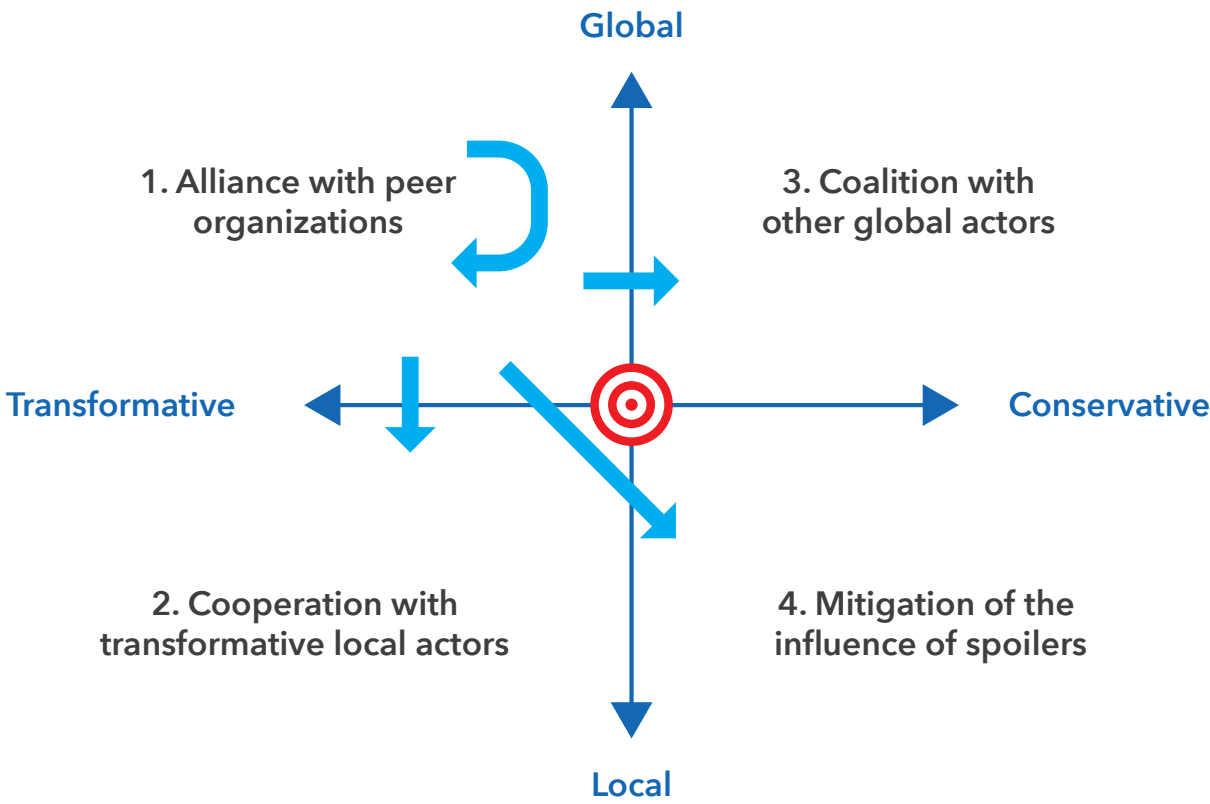 Global
1. Alliance with peer
organizations
3. Coalition with
other global actors
Transformative
Conservative
2. Cooperation with
transformative local actors
4. Mitigation of the
influence of spoilers
Local